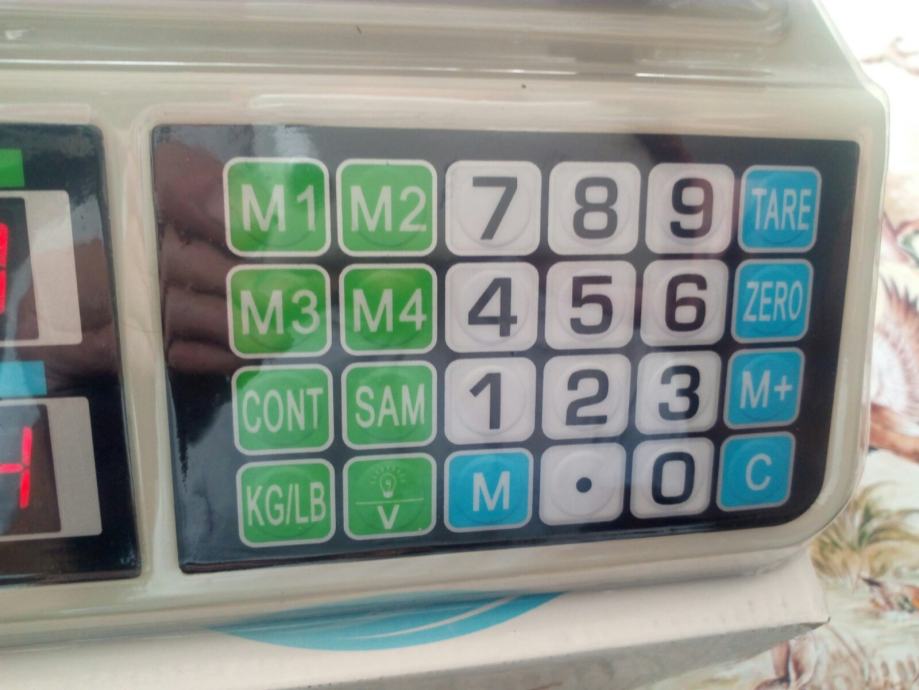 M1 M2 7 8 9 TARE
M3 M4 4 5 6 ZERO
CONT SAM 1 2 3 M+
KG/LB V M • 0 C